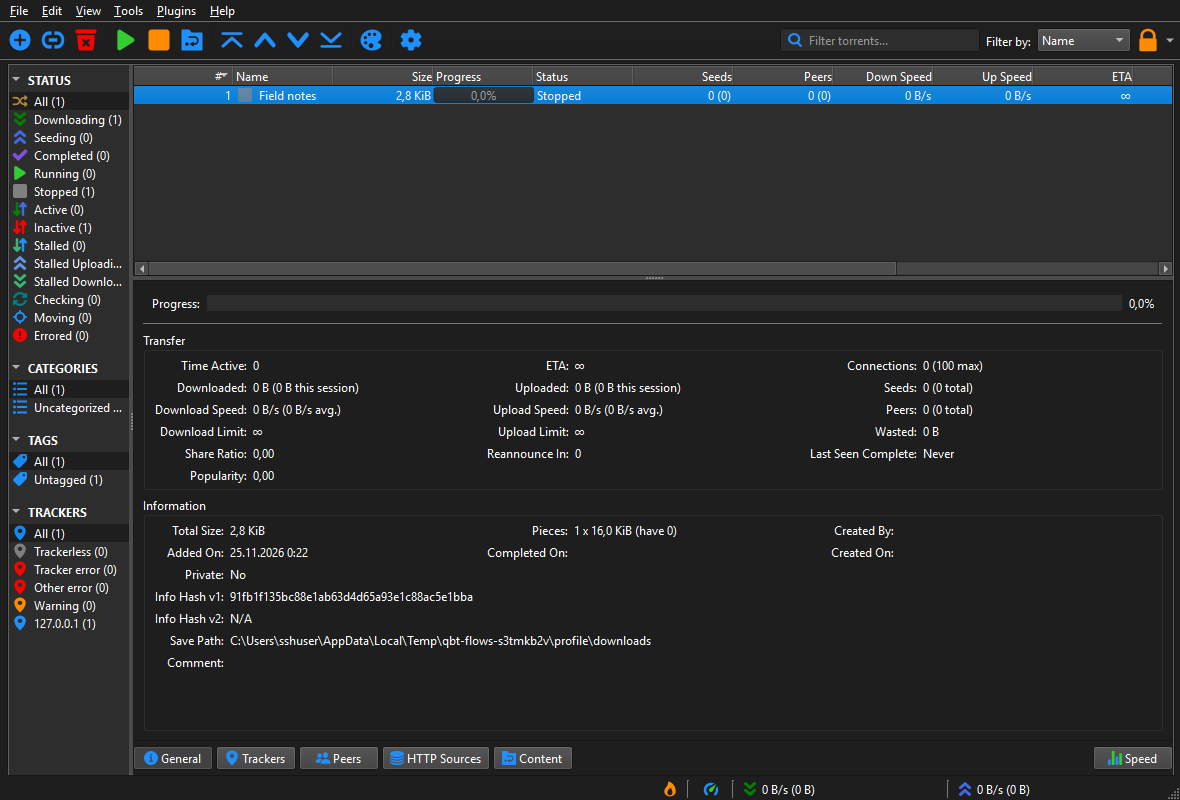 File Edit View Tools Plugins Help
Filter torrents... Filter by: Name
STATUS
All (1)
Downloading (1)
Seeding (0)
Completed (0)
Running (0)
Stopped (1)
Active (0)
Inactive (1)
Stalled (0)
Stalled Uploadi...
Stalled Downlo...
Checking (0)
Moving (0)
Errored (0)
CATEGORIES
All (1)
Uncategorized ...
TAGS
All (1)
Untagged (1)
TRACKERS
All (1)
Trackerless (0)
Tracker error (0)
Other error (0)
Warning (0)
127.0.0.1 (1)
# Name Size Progress Status Seeds Peers Down Speed Up Speed ETA
1 Field notes 2,8 KiB 0,0% Stopped 0 (0) 0 (0) 0 B/s 0 B/s ∞
Progress: 0,0%
Transfer
Time Active: 0 ETA: ∞ Connections: 0 (100 max)
Downloaded: 0 B (0 B this session) Uploaded: 0 B (0 B this session) Seeds: 0 (0 total)
Download Speed: 0 B/s (0 B/s avg.) Upload Speed: 0 B/s (0 B/s avg.) Peers: 0 (0 total)
Download Limit: ∞ Upload Limit: ∞ Wasted: 0 B
Share Ratio: 0,00 Reannounce In: 0 Last Seen Complete: Never
Popularity: 0,00
Information
Total Size: 2,8 KiB Pieces: 1 x 16,0 KiB (have 0) Created By:
Added On: 25.11.2026 0:22 Completed On: Created On:
Private: No
Info Hash v1: 91fb1f135bc88e1ab63d4d65a93e1c88ac5e1bba
Info Hash v2: N/A
Save Path: C:\Users\sshuser\AppData\Local\Temp\qbt-flows-s3tmkb2v\profile\downloads
Comment:
General Trackers Peers HTTP Sources Content Speed
0 B/s (0 B) 0 B/s (0 B)